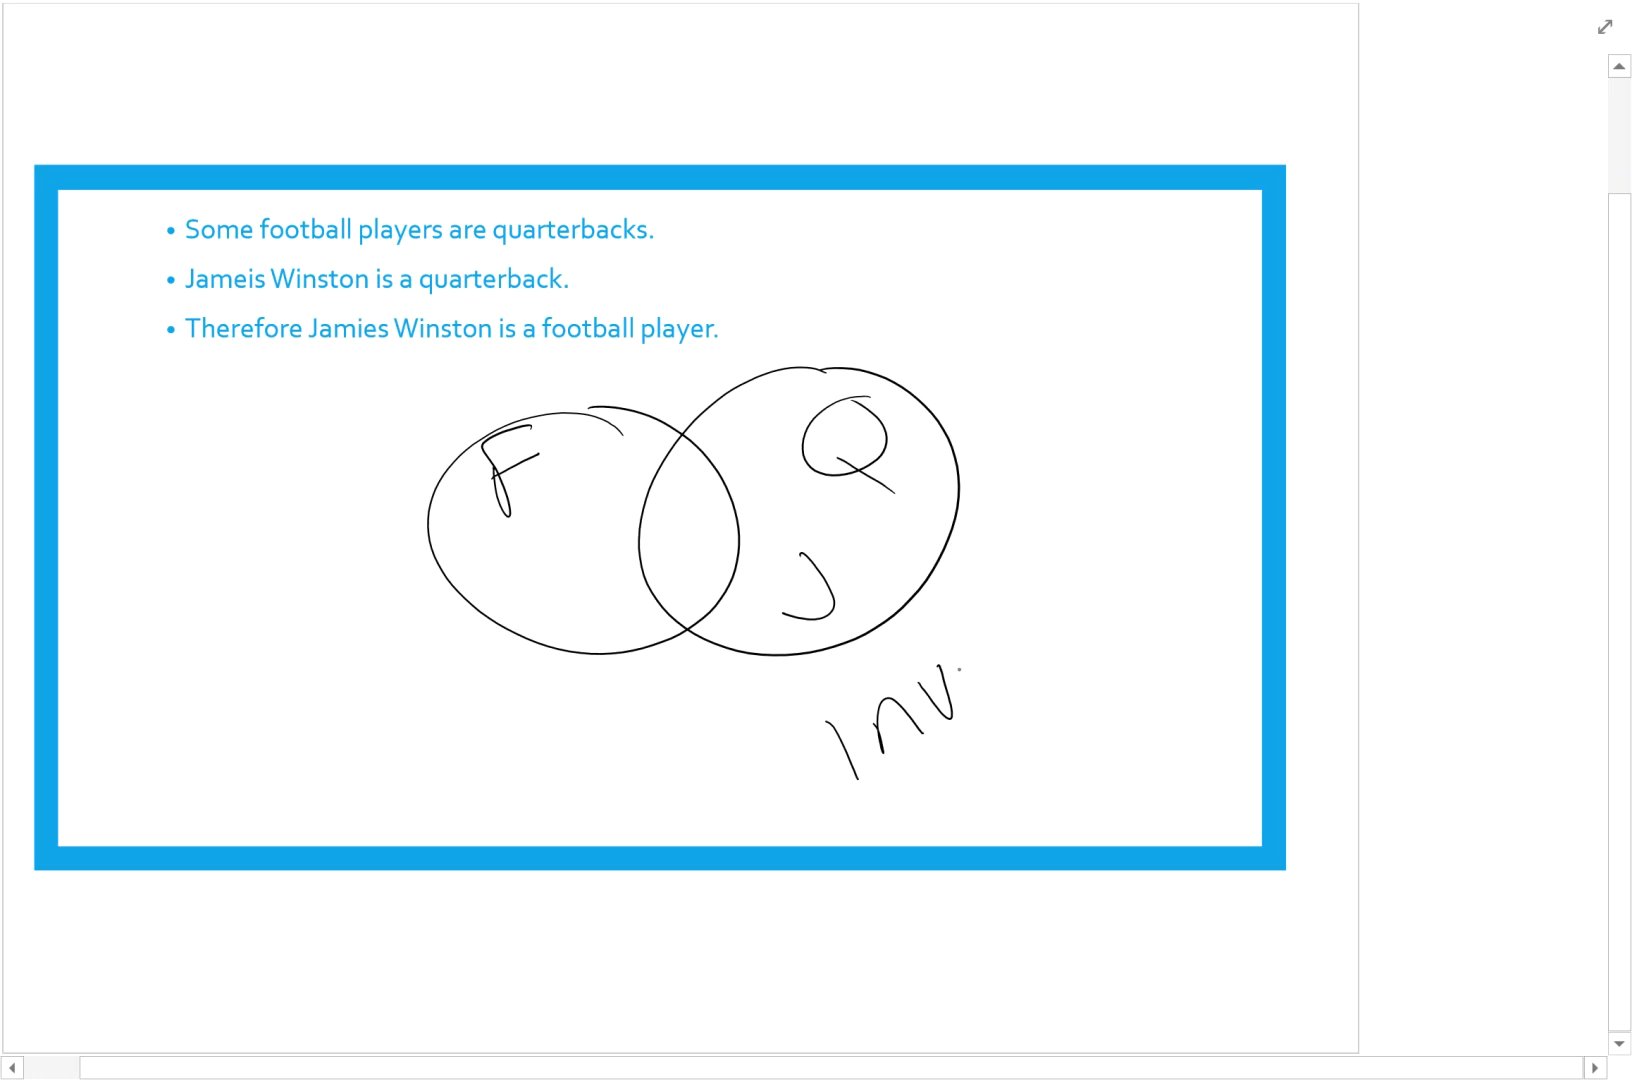 • Some football players are quarterbacks.
• Jameis Winston is a quarterback.
• Therefore Jamies Winston is a football player.
F
Q
J
Inv.